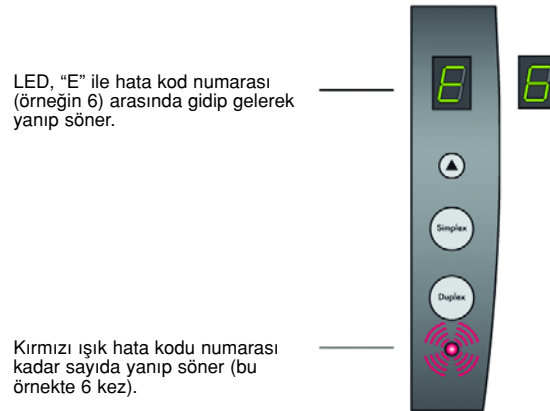 LED, “E” ile hata kod numarası
(örneğin 6) arasında gidip gelerek
yanıp söner.
E 6
Simplex
Duplex
Kırmızı ışık hata kodu numarası
kadar sayıda yanıp söner (bu
örnekte 6 kez).